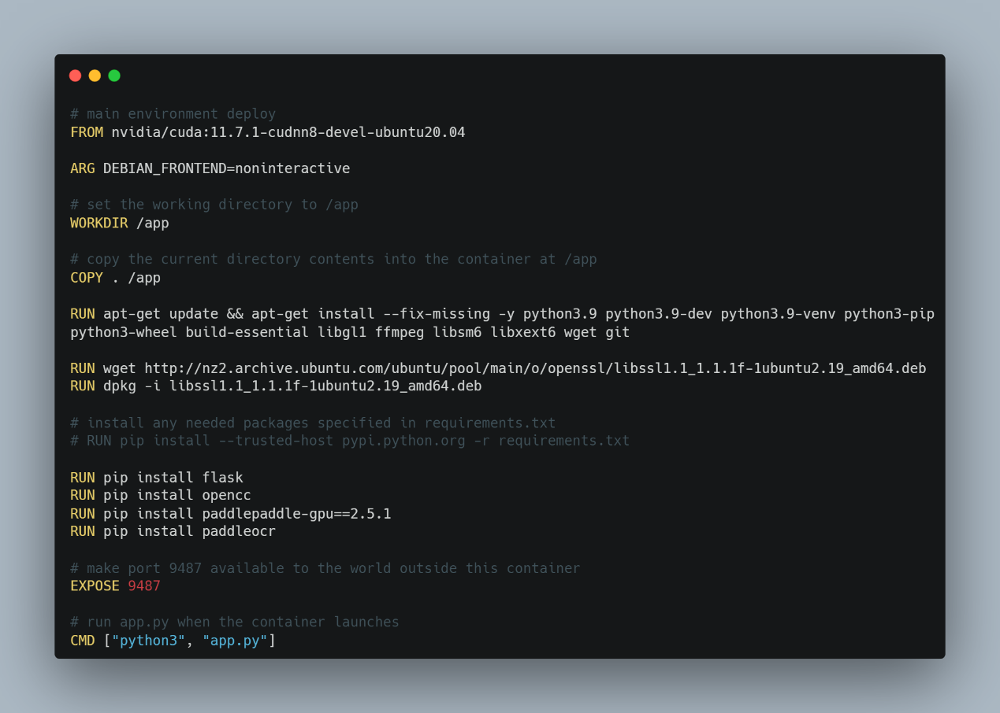 # main environment deploy
FROM nvidia/cuda:11.7.1-cudnn8-devel-ubuntu20.04
ARG DEBIAN_FRONTEND=noninteractive
# set the working directory to /app
WORKDIR /app
# copy the current directory contents into the container at /app
COPY . /app
RUN apt-get update && apt-get install --fix-missing -y python3.9 python3.9-dev python3.9-venv python3-pip
python3-wheel build-essential libgl1 ffmpeg libsm6 libxext6 wget git
RUN wget http://nz2.archive.ubuntu.com/ubuntu/pool/main/o/openssl/libssl1.1_1.1.1f-1ubuntu2.19_amd64.deb
RUN dpkg -i libssl1.1_1.1.1f-1ubuntu2.19_amd64.deb
# install any needed packages specified in requirements.txt
# RUN pip install --trusted-host pypi.python.org -r requirements.txt
RUN pip install flask
RUN pip install opencc
RUN pip install paddlepaddle-gpu==2.5.1
RUN pip install paddleocr
# make port 9487 available to the world outside this container
EXPOSE 9487
# run app.py when the container launches
CMD ["python3", "app.py"]